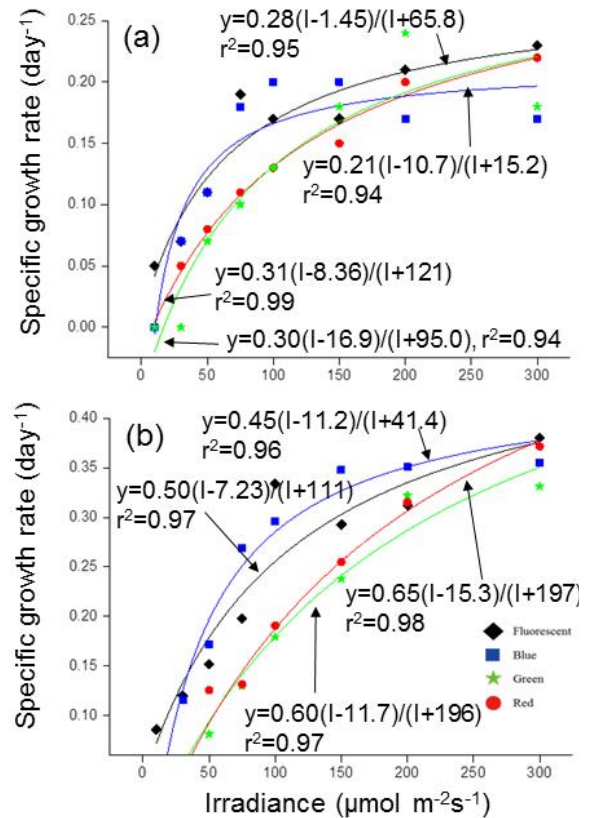 (a)
y=0.28(I-1.45)/(I+65.8)
r²=0.95
y=0.21(I-10.7)/(I+15.2)
r²=0.94
y=0.31(I-8.36)/(I+121)
r²=0.99
y=0.30(I-16.9)/(I+95.0), r²=0.94
Specific growth rate (day⁻¹)
0.25
0.20
0.15
0.10
0.05
0.00
0 50 100 150 200 250 300
(b)
y=0.45(I-11.2)/(I+41.4)
r²=0.96
y=0.50(I-7.23)/(I+111)
r²=0.97
y=0.65(I-15.3)/(I+197)
r²=0.98
y=0.60(I-11.7)/(I+196)
r²=0.97
Fluorescent
Blue
Green
Red
Specific growth rate (day⁻¹)
0.40
0.35
0.30
0.25
0.20
0.15
0.10
0 50 100 150 200 250 300
Irradiance (μmol m⁻²s⁻¹)